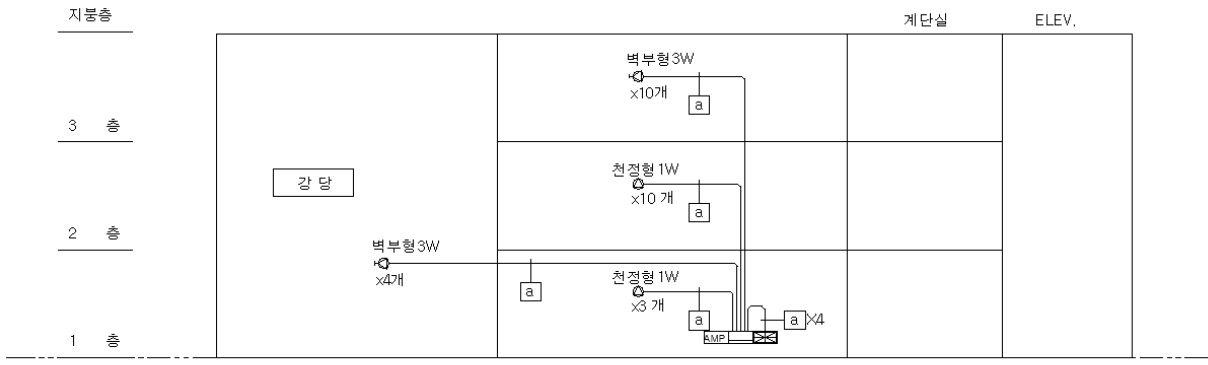 지붕층
계단실
ELEV.
벽부형3W
x10개
a
3 층
천정형1W
x10 개
a
강 당
2 층
벽부형3W
x4개
a
천정형1W
x3 개
a
a X4
AMP
1 층